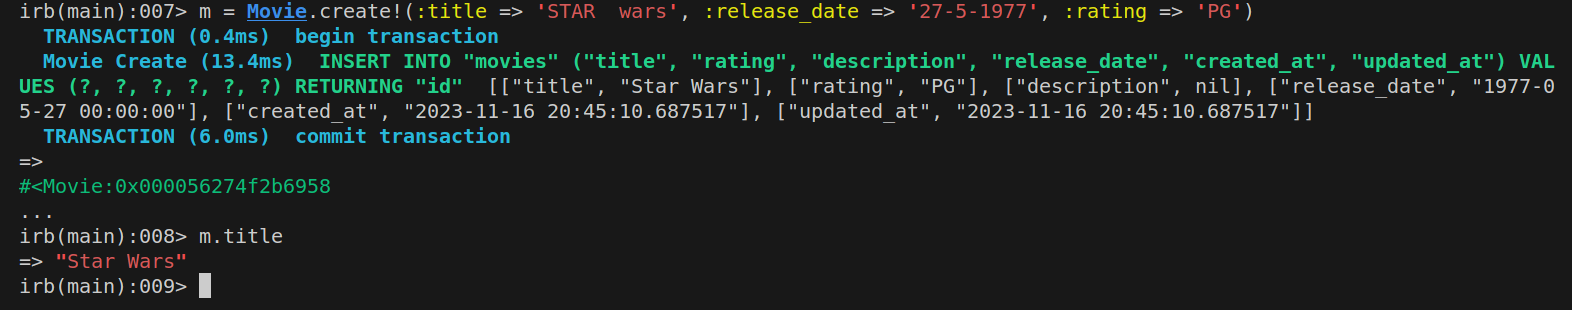 irb(main):007> m = Movie.create!(:title => 'STAR  wars', :release_date => '27-5-1977', :rating => 'PG')
  TRANSACTION (0.4ms)  begin transaction
  Movie Create (13.4ms)  INSERT INTO "movies" ("title", "rating", "description", "release_date", "created_at", "updated_at") VAL
UES (?, ?, ?, ?, ?, ?) RETURNING "id"  [["title", "Star Wars"], ["rating", "PG"], ["description", nil], ["release_date", "1977-0
5-27 00:00:00"], ["created_at", "2023-11-16 20:45:10.687517"], ["updated_at", "2023-11-16 20:45:10.687517"]]
  TRANSACTION (6.0ms)  commit transaction
=>
#<Movie:0x000056274f2b6958
...
irb(main):008> m.title
=> "Star Wars"
irb(main):009>